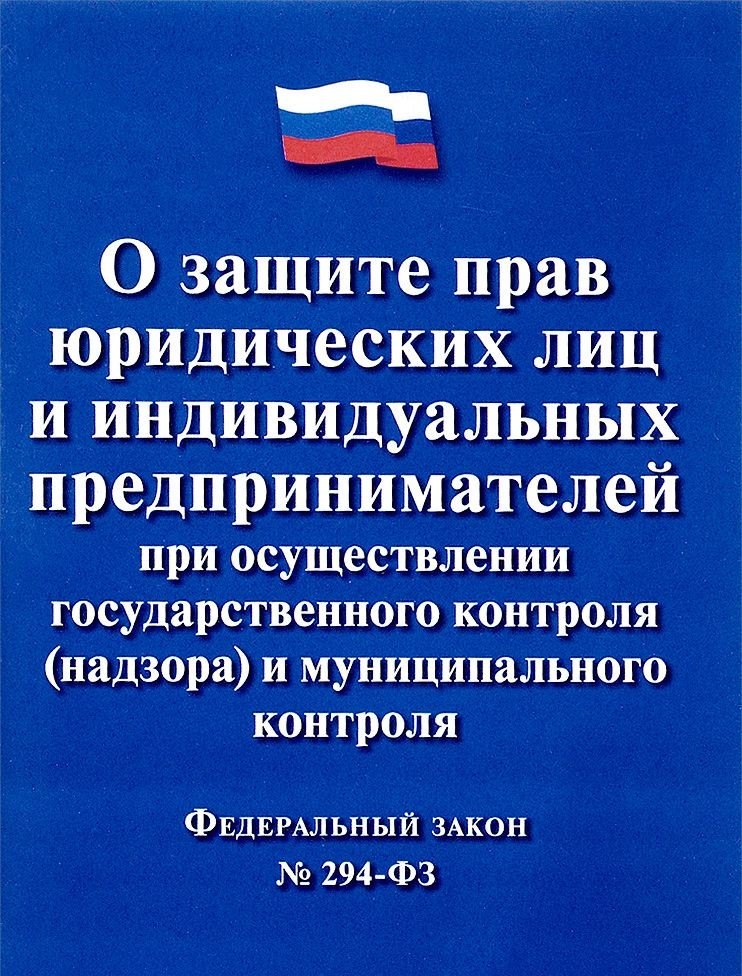 О защите прав
юридических лиц
и индивидуальных
предпринимателей
при осуществлении
государственного контроля
(надзора) и муниципального
контроля
Федеральный закон
№ 294-ФЗ